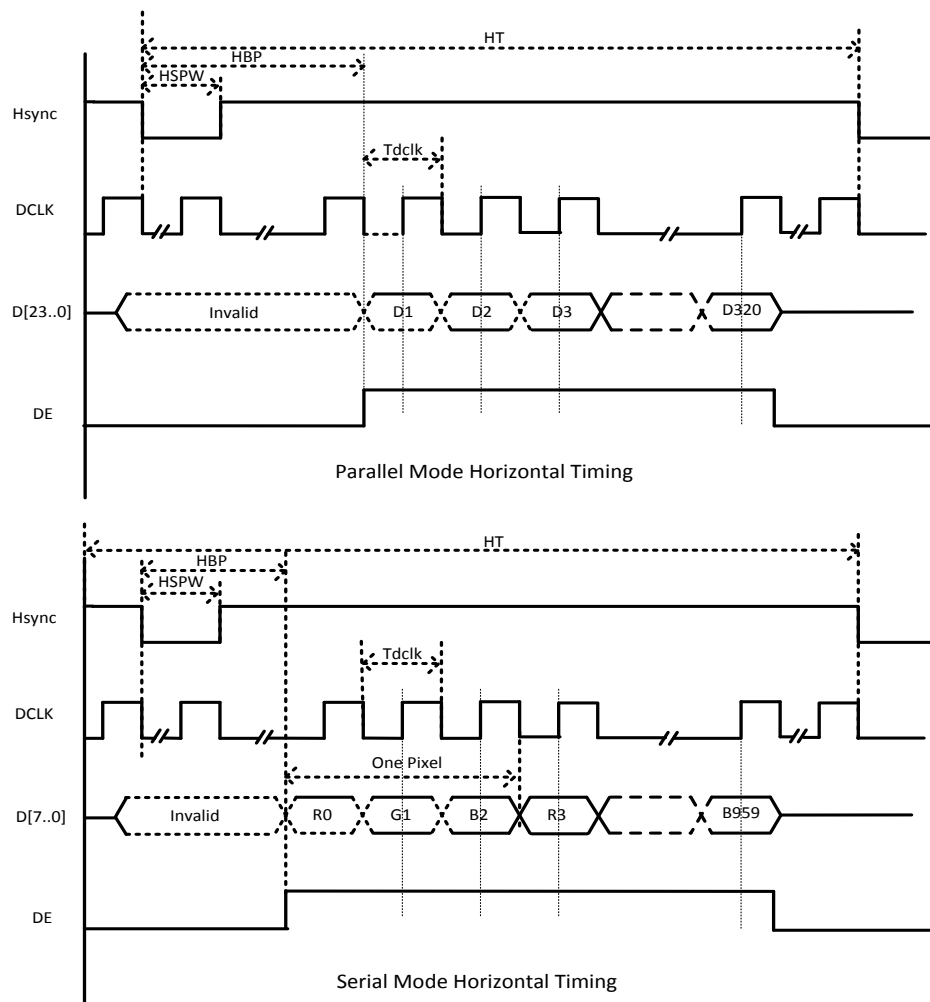 HT
HBP
HSPW
Hsync
Tdclk
DCLK
D[23..0]
Invalid
D1
D2
D3
D320
DE
Parallel Mode Horizontal Timing
HT
HBP
HSPW
Hsync
Tdclk
DCLK
One Pixel
D[7..0]
Invalid
R0
G1
B2
R3
B959
DE
Serial Mode Horizontal Timing